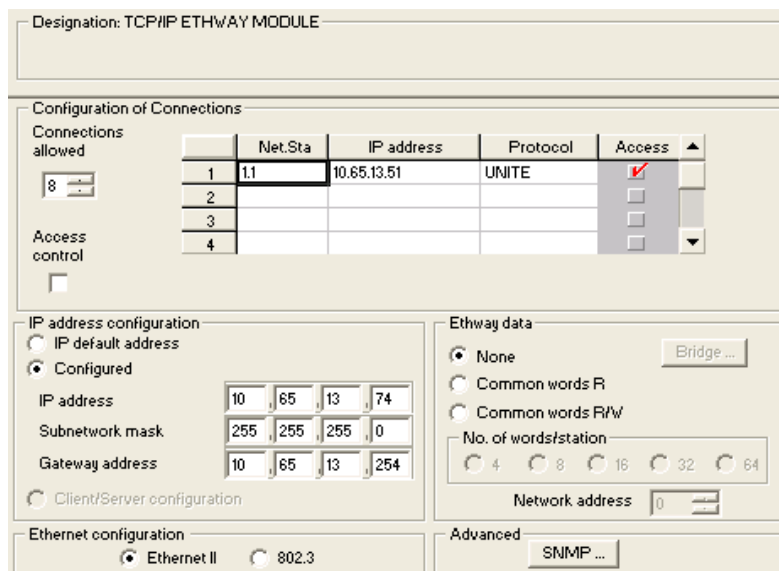 Designation: TCP/IP ETHWAY MODULE
Configuration of Connections
Connections
allowed
8
Access
control
Net.Sta IP address Protocol Access
1 1.1 10.65.13.51 UNITE
2
3
4
IP address configuration
IP default address
Configured
IP address 10 . 65 . 13 . 74
Subnetwork mask 255 . 255 . 255 . 0
Gateway address 10 . 65 . 13 . 254
Client/Server configuration
Ethway data
None
Bridge ...
Common words R
Common words R/W
No. of words/station
4 8 16 32 64
Network address 0
Ethernet configuration
Ethernet II 802.3
Advanced
SNMP ...